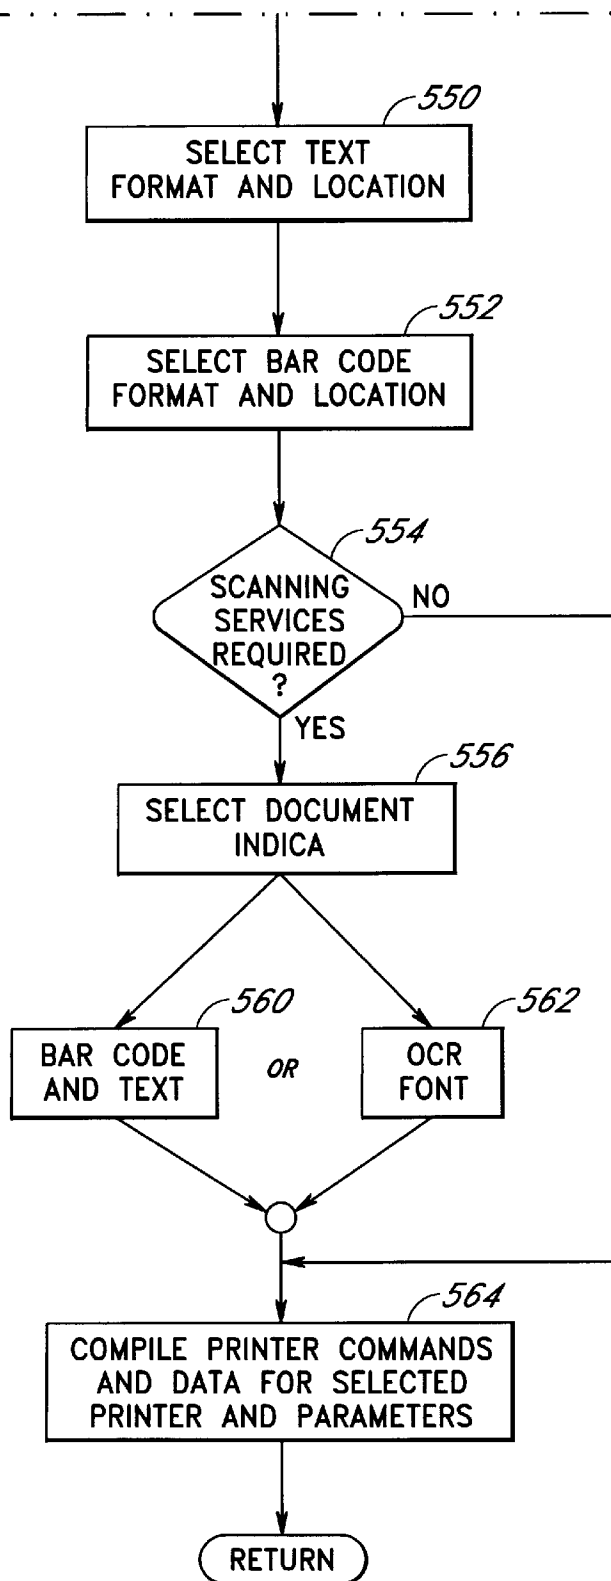 550
SELECT TEXT
FORMAT AND LOCATION
552
SELECT BAR CODE
FORMAT AND LOCATION
554
SCANNING
SERVICES
REQUIRED
?
NO
YES
556
SELECT DOCUMENT
INDICA
560
BAR CODE
AND TEXT
OR
562
OCR
FONT
564
COMPILE PRINTER COMMANDS
AND DATA FOR SELECTED
PRINTER AND PARAMETERS
RETURN